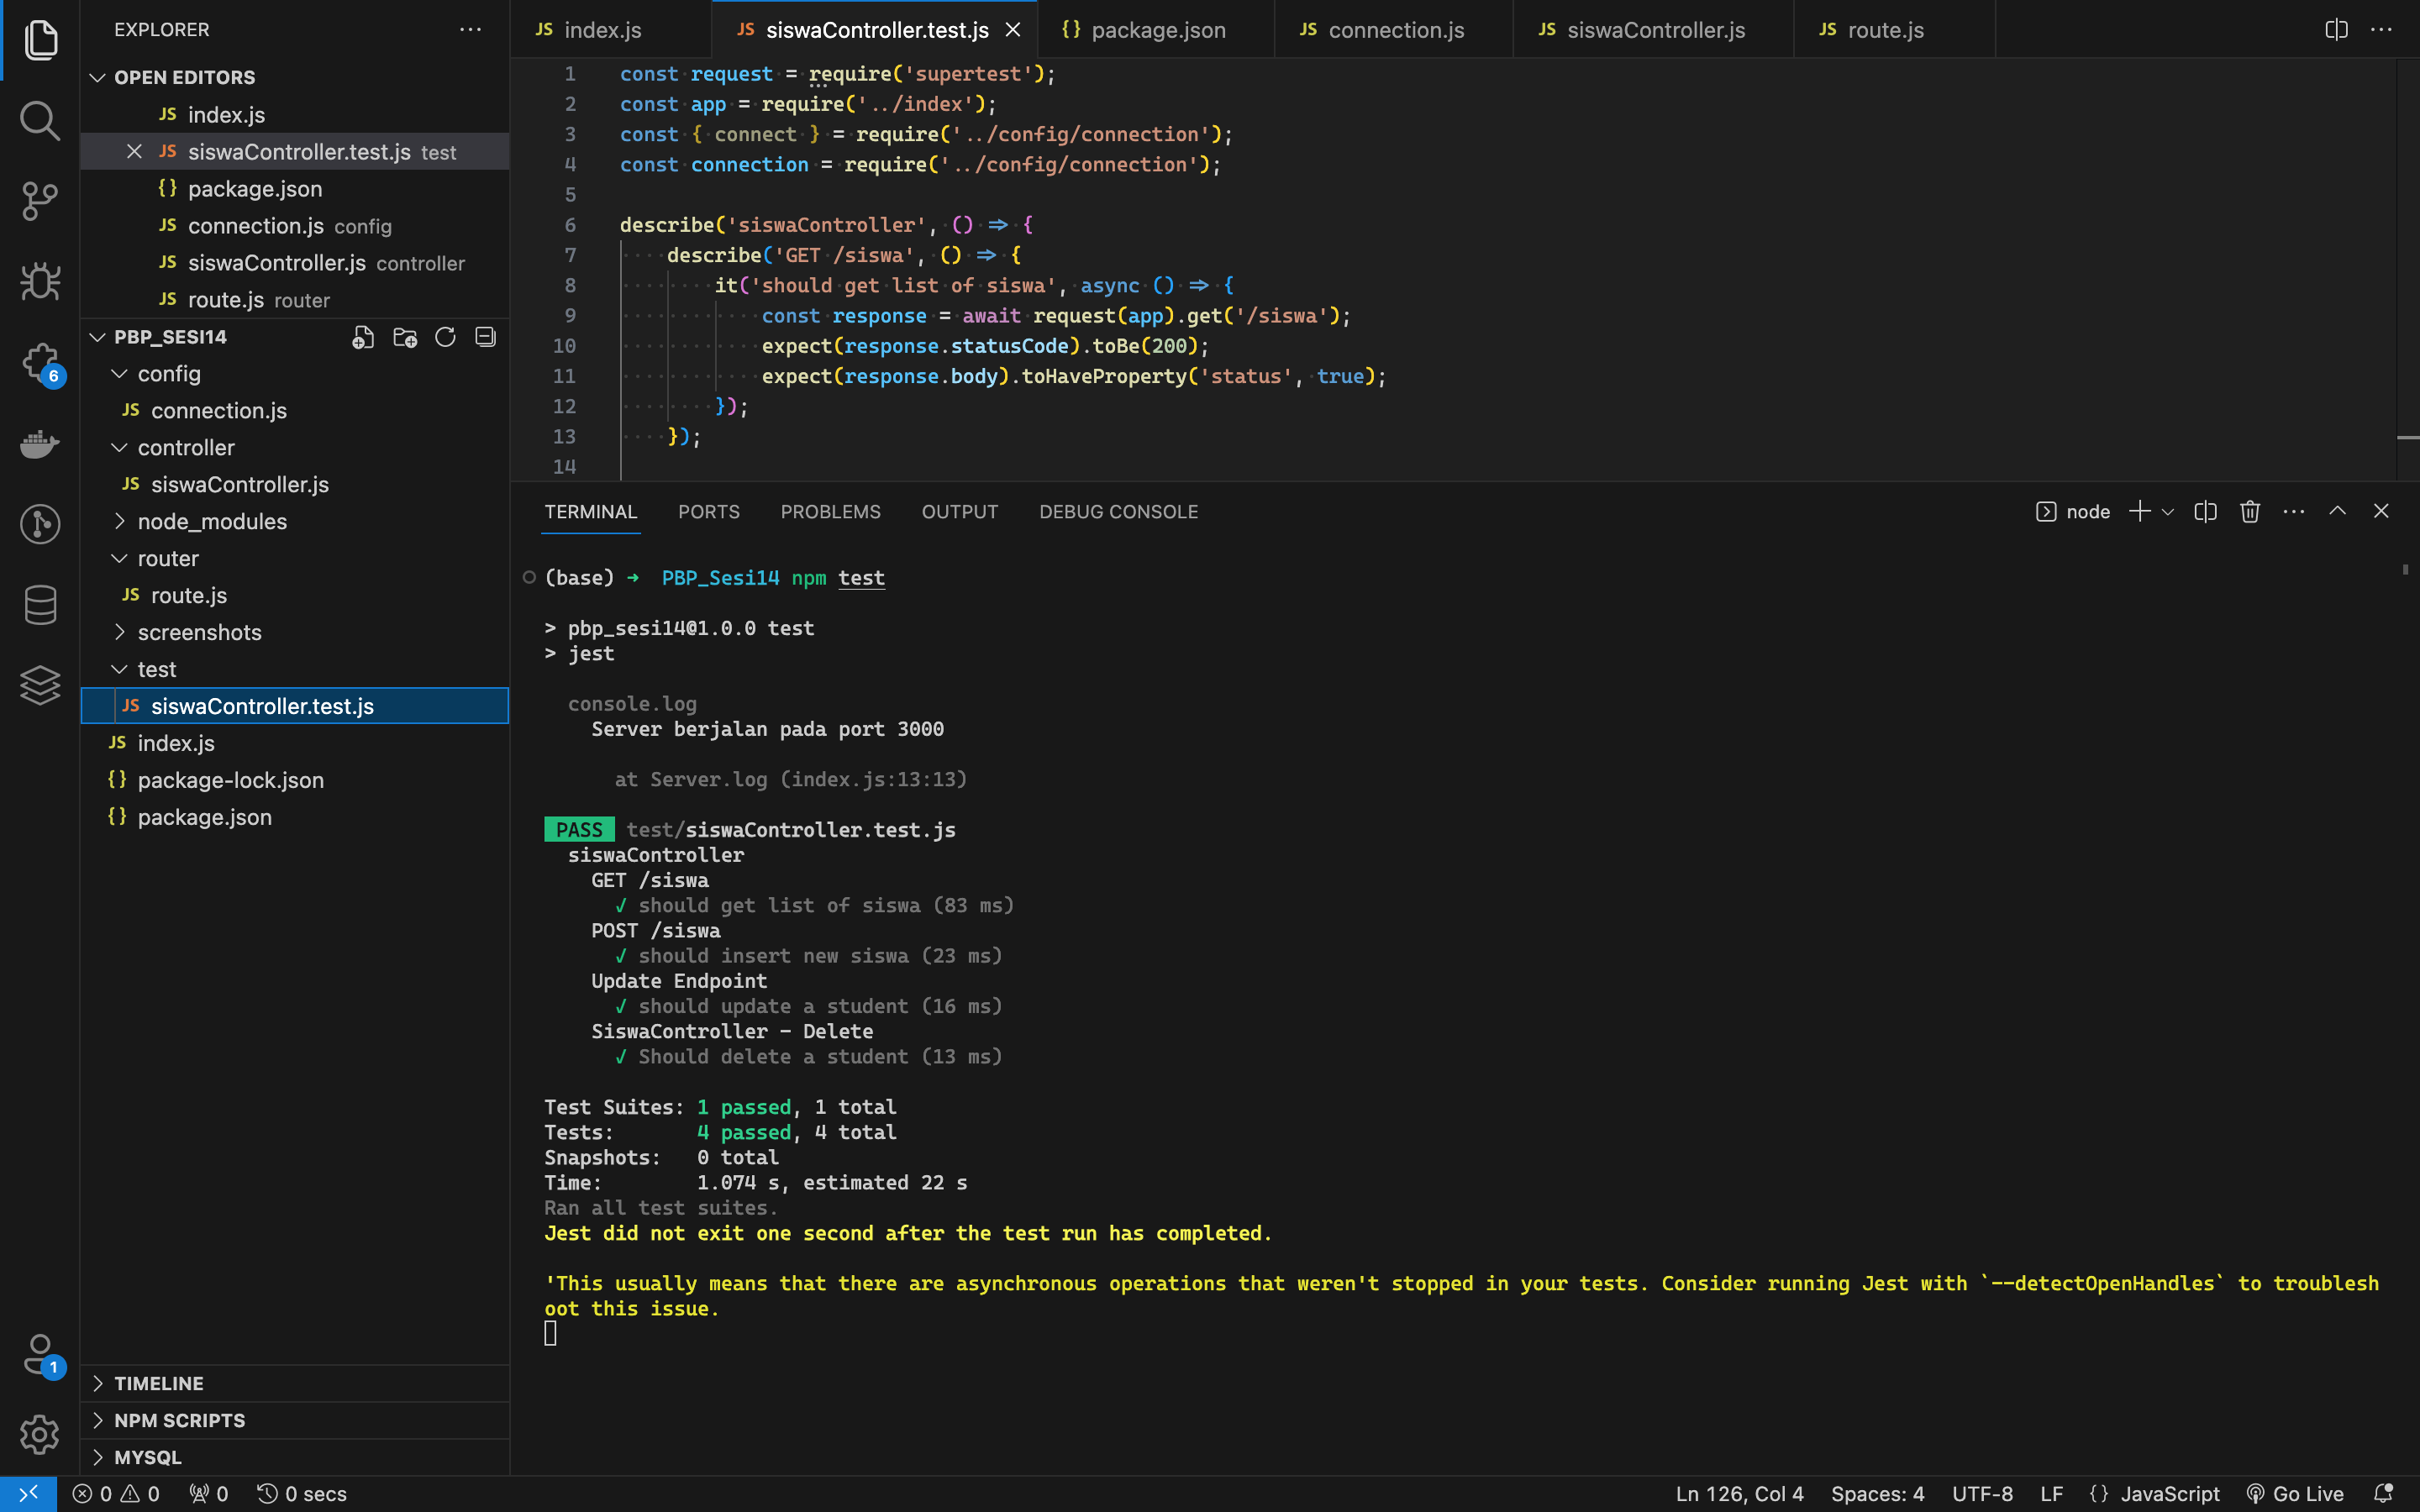 EXPLORER
OPEN EDITORS
JS index.js
JS siswaController.test.js test
{} package.json
JS connection.js config
JS siswaController.js controller
JS route.js router
PBP_SESI14
config
JS connection.js
controller
JS siswaController.js
node_modules
router
JS route.js
screenshots
test
JS siswaController.test.js
JS index.js
{} package-lock.json
{} package.json
TIMELINE
NPM SCRIPTS
MYSQL
6
1
JS index.js
JS siswaController.test.js
{} package.json
JS connection.js
JS siswaController.js
JS route.js
1 const request = require('supertest');
2 const app = require('../index');
3 const { connect } = require('../config/connection');
4 const connection = require('../config/connection');
5
6 describe('siswaController', () => {
7 describe('GET /siswa', () => {
8 it('should get list of siswa', async () => {
9 const response = await request(app).get('/siswa');
10 expect(response.statusCode).toBe(200);
11 expect(response.body).toHaveProperty('status', true);
12 });
13 });
14
TERMINAL PORTS PROBLEMS OUTPUT DEBUG CONSOLE
node
(base) ➜ PBP_Sesi14 npm test
> pbp_sesi14@1.0.0 test
> jest
console.log
Server berjalan pada port 3000
at Server.log (index.js:13:13)
PASS test/siswaController.test.js
siswaController
GET /siswa
✓ should get list of siswa (83 ms)
POST /siswa
✓ should insert new siswa (23 ms)
Update Endpoint
✓ should update a student (16 ms)
SiswaController - Delete
✓ Should delete a student (13 ms)
Test Suites: 1 passed, 1 total
Tests: 4 passed, 4 total
Snapshots: 0 total
Time: 1.074 s, estimated 22 s
Ran all test suites.
Jest did not exit one second after the test run has completed.
'This usually means that there are asynchronous operations that weren't stopped in your tests. Consider running Jest with `--detectOpenHandles` to troublesh
oot this issue.
0 0 0 0 secs
Ln 126, Col 4 Spaces: 4 UTF-8 LF {} JavaScript Go Live